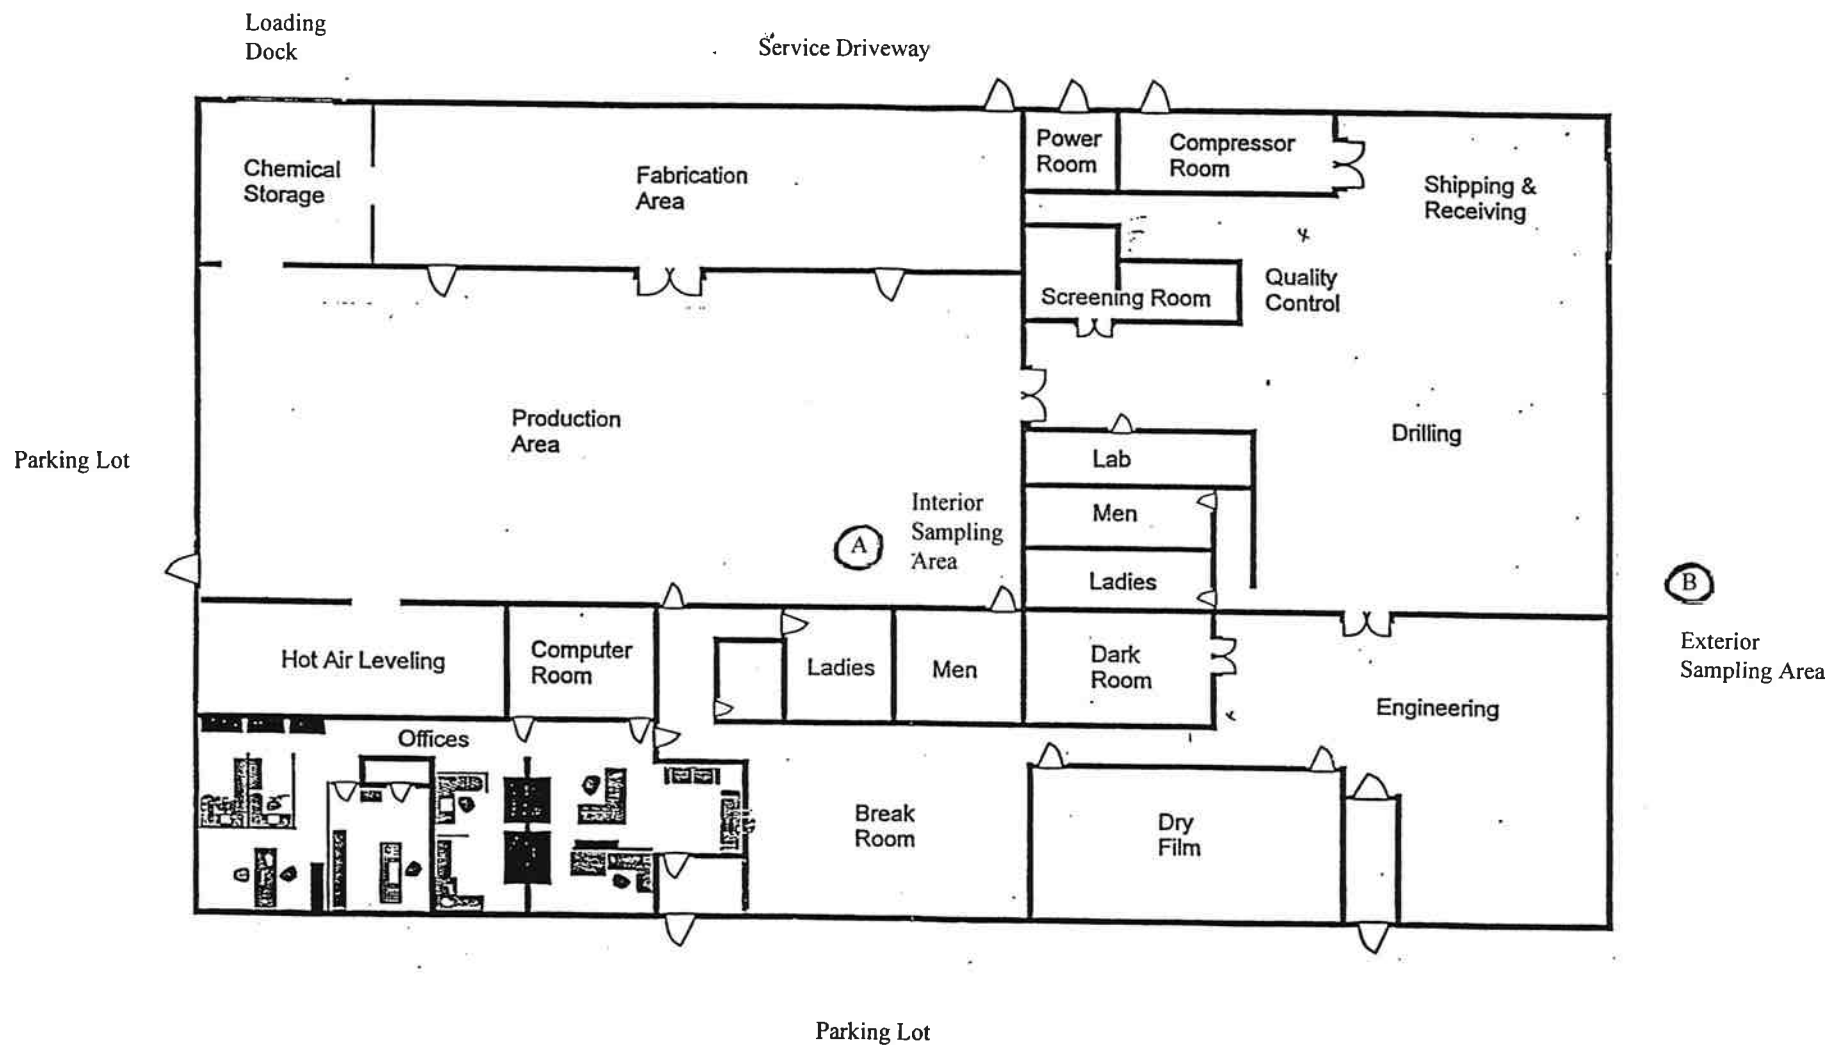 Loading
Dock
Service Driveway
Power
Room
Compressor
Room
Chemical
Storage
Fabrication
Area
Shipping &
Receiving
Quality
Control
Screening Room
Production
Area
Drilling
Parking Lot
Lab
Interior
Sampling
Area
Men
A
Ladies
B
Exterior
Sampling Area
Hot Air Leveling
Computer
Room
Ladies
Men
Dark
Room
Engineering
Offices
Break
Room
Dry
Film
Parking Lot